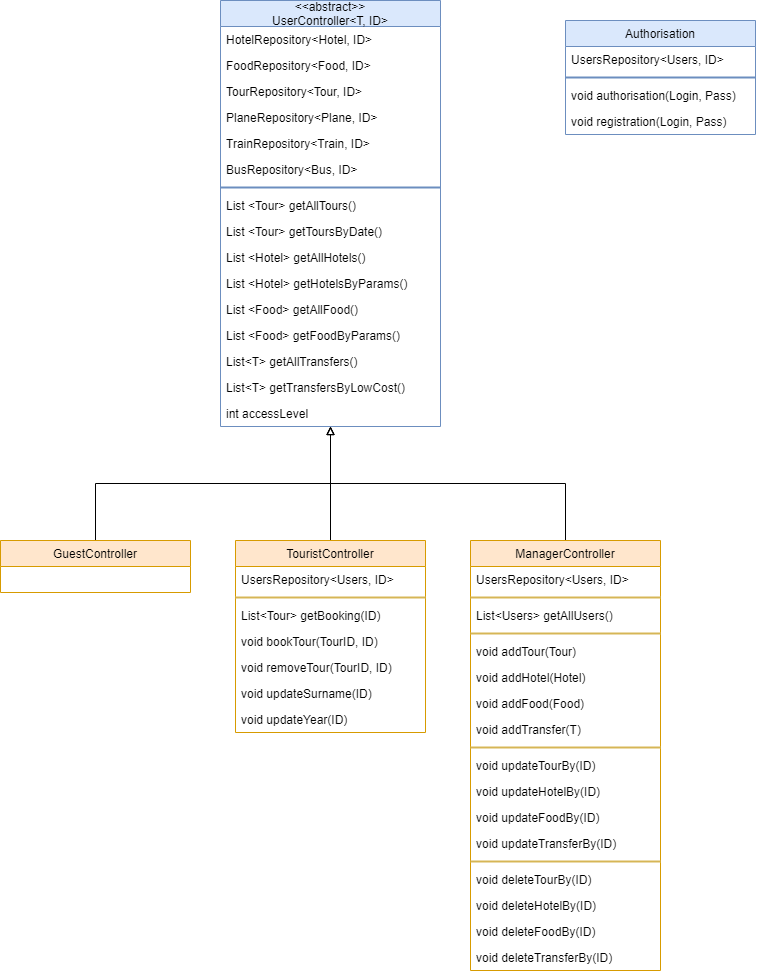 <<abstract>>
UserController<T, ID>
HotelRepository<Hotel, ID>
FoodRepository<Food, ID>
TourRepository<Tour, ID>
PlaneRepository<Plane, ID>
TrainRepository<Train, ID>
BusRepository<Bus, ID>
List <Tour> getAllTours()
List <Tour> getToursByDate()
List <Hotel> getAllHotels()
List <Hotel> getHotelsByParams()
List <Food> getAllFood()
List <Food> getFoodByParams()
List<T> getAllTransfers()
List<T> getTransfersByLowCost()
int accessLevel
Authorisation
UsersRepository<Users, ID>
void authorisation(Login, Pass)
void registration(Login, Pass)
GuestController
TouristController
UsersRepository<Users, ID>
List<Tour> getBooking(ID)
void bookTour(TourID, ID)
void removeTour(TourID, ID)
void updateSurname(ID)
void updateYear(ID)
ManagerController
UsersRepository<Users, ID>
List<Users> getAllUsers()
void addTour(Tour)
void addHotel(Hotel)
void addFood(Food)
void addTransfer(T)
void updateTourBy(ID)
void updateHotelBy(ID)
void updateFoodBy(ID)
void updateTransferBy(ID)
void deleteTourBy(ID)
void deleteHotelBy(ID)
void deleteFoodBy(ID)
void deleteTransferBy(ID)